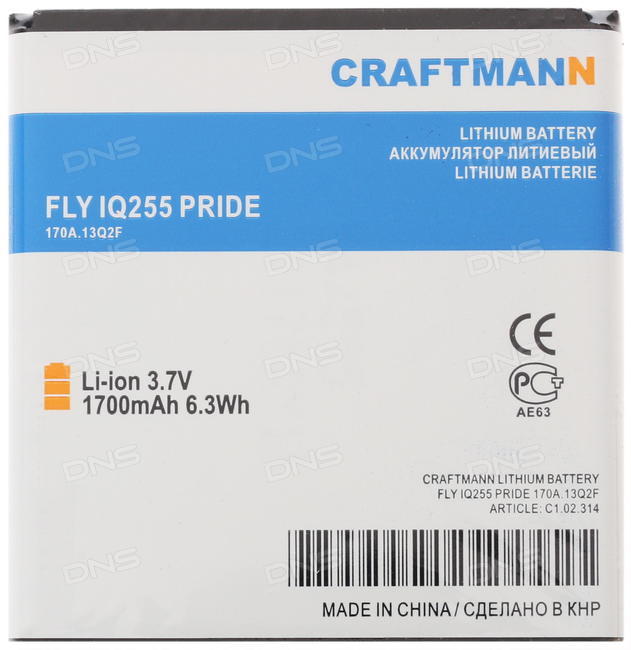 CRAFTMANN
LITHIUM BATTERY
АККУМУЛЯТОР ЛИТИЕВЫЙ
LITHIUM BATTERIE
FLY IQ255 PRIDE
170A.13Q2F
CE
Li-ion 3.7V
1700mAh 6.3Wh
РСТ
AE63
CRAFTMANN LITHIUM BATTERY
FLY IQ255 PRIDE 170A.13Q2F
ARTICLE: C1.02.314
MADE IN CHINA / СДЕЛАНО В КНР
DNS